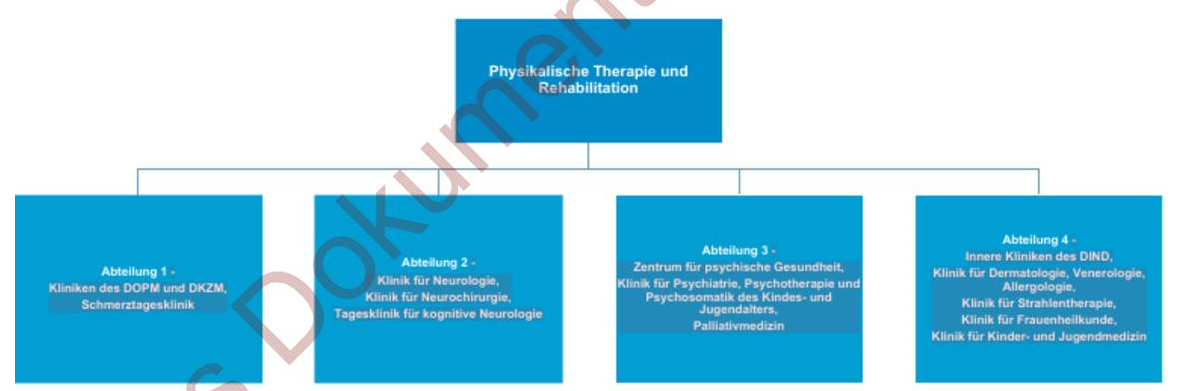 Physikalische Therapie und
Rehabilitation
Abteilung 1 -
Kliniken des DOPM und DKZM,
Schmerztagesklinik
Abteilung 2 -
Klinik für Neurologie,
Klinik für Neurochirurgie,
Tagesklinik für kognitive Neurologie
Abteilung 3 -
Zentrum für psychische Gesundheit,
Klinik für Psychiatrie, Psychotherapie und
Psychosomatik des Kindes- und
Jugendalters,
Palliativmedizin
Abteilung 4 -
Innere Kliniken des DIND,
Klinik für Dermatologie, Venerologie,
Allergologie,
Klinik für Strahlentherapie,
Klinik für Frauenheilkunde,
Klinik für Kinder- und Jugendmedizin